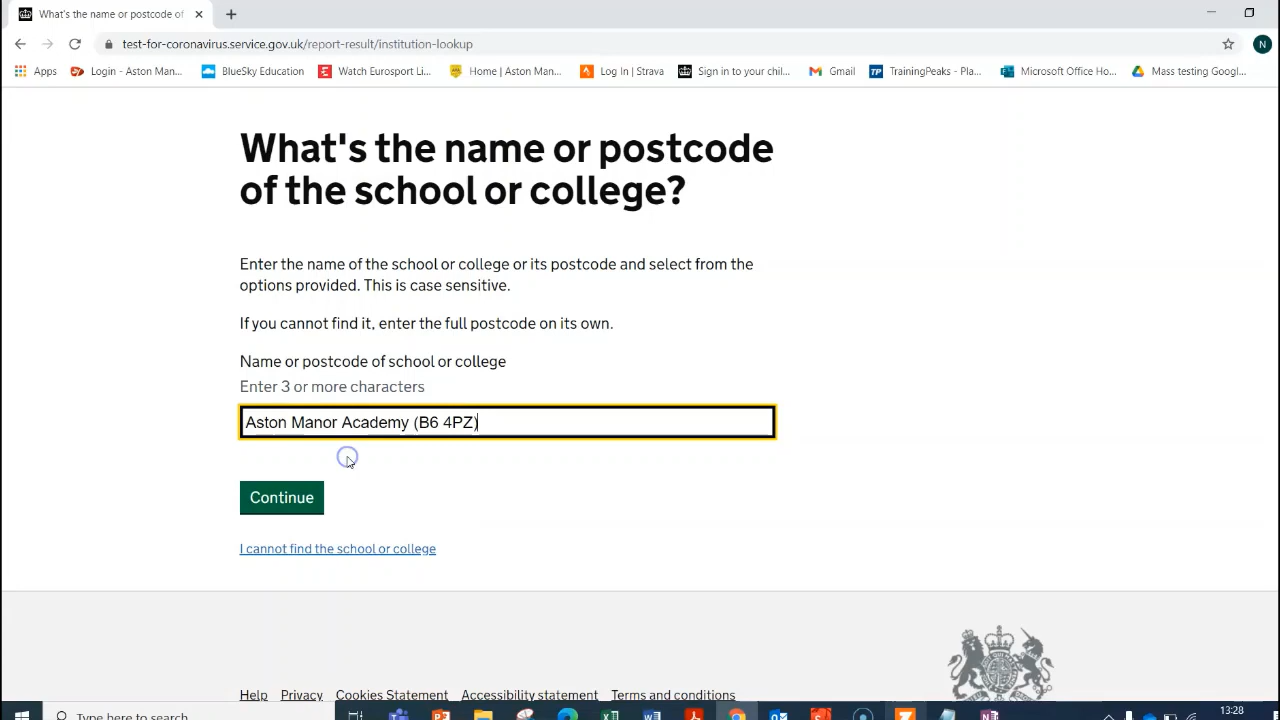 What's the name or postcode of
test-for-coronavirus.service.gov.uk/report-result/institution-lookup
N
Apps Login - Aston Man... BlueSky Education Watch Eurosport Li... Home | Aston Man... Log In | Strava Sign in to your chil... Gmail TP TrainingPeaks - Pla... Microsoft Office Ho... Mass testing Googl...
What's the name or postcode
of the school or college?
Enter the name of the school or college or its postcode and select from the
options provided. This is case sensitive.
If you cannot find it, enter the full postcode on its own.
Name or postcode of school or college
Enter 3 or more characters
Aston Manor Academy (B6 4PZ)
Continue
I cannot find the school or college
Help Privacy Cookies Statement Accessibility statement Terms and conditions
Type here to search
13:28